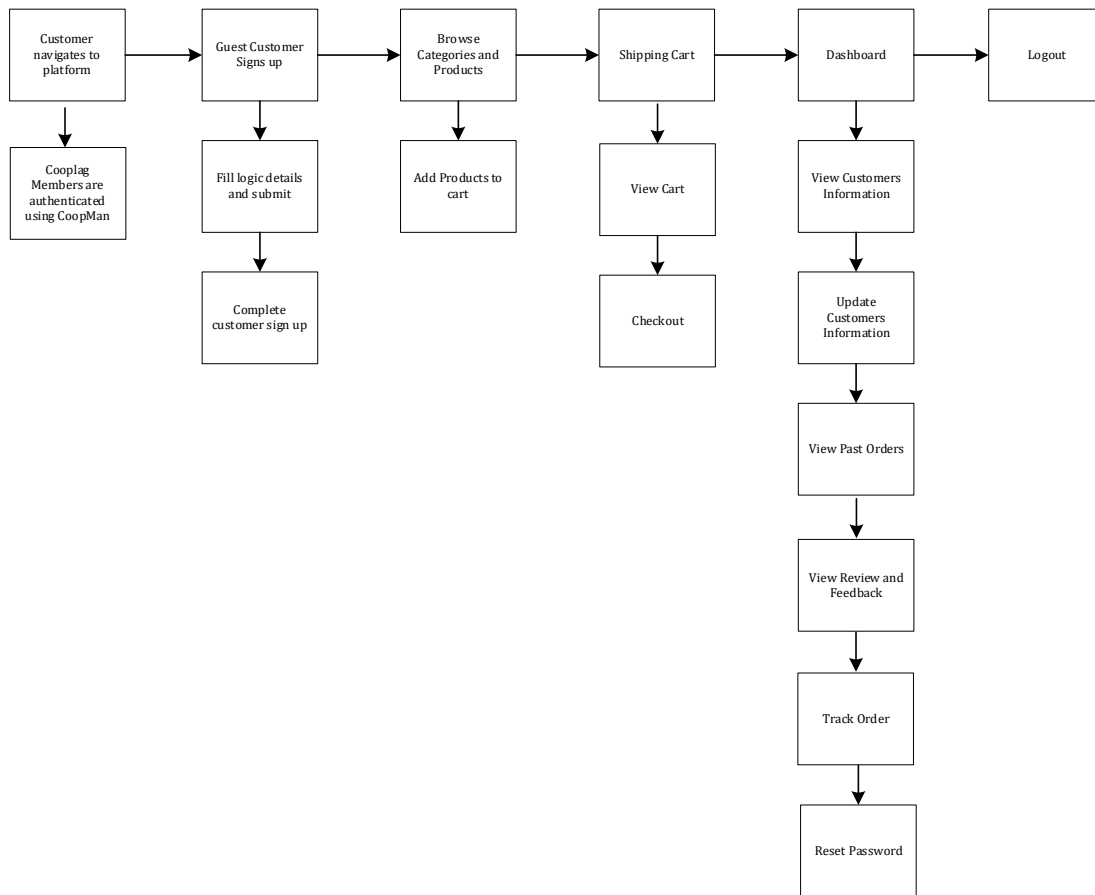 Customer
navigates to
platform
Guest Customer
Signs up
Browse
Categories and
Products
Shipping Cart
Dashboard
Logout
Cooplag
Members are
authenticated
using CoopMan
Fill logic details
and submit
Add Products to
cart
View Cart
View Customers
Information
Complete
customer sign up
Checkout
Update
Customers
Information
View Past Orders
View Review and
Feedback
Track Order
Reset Password